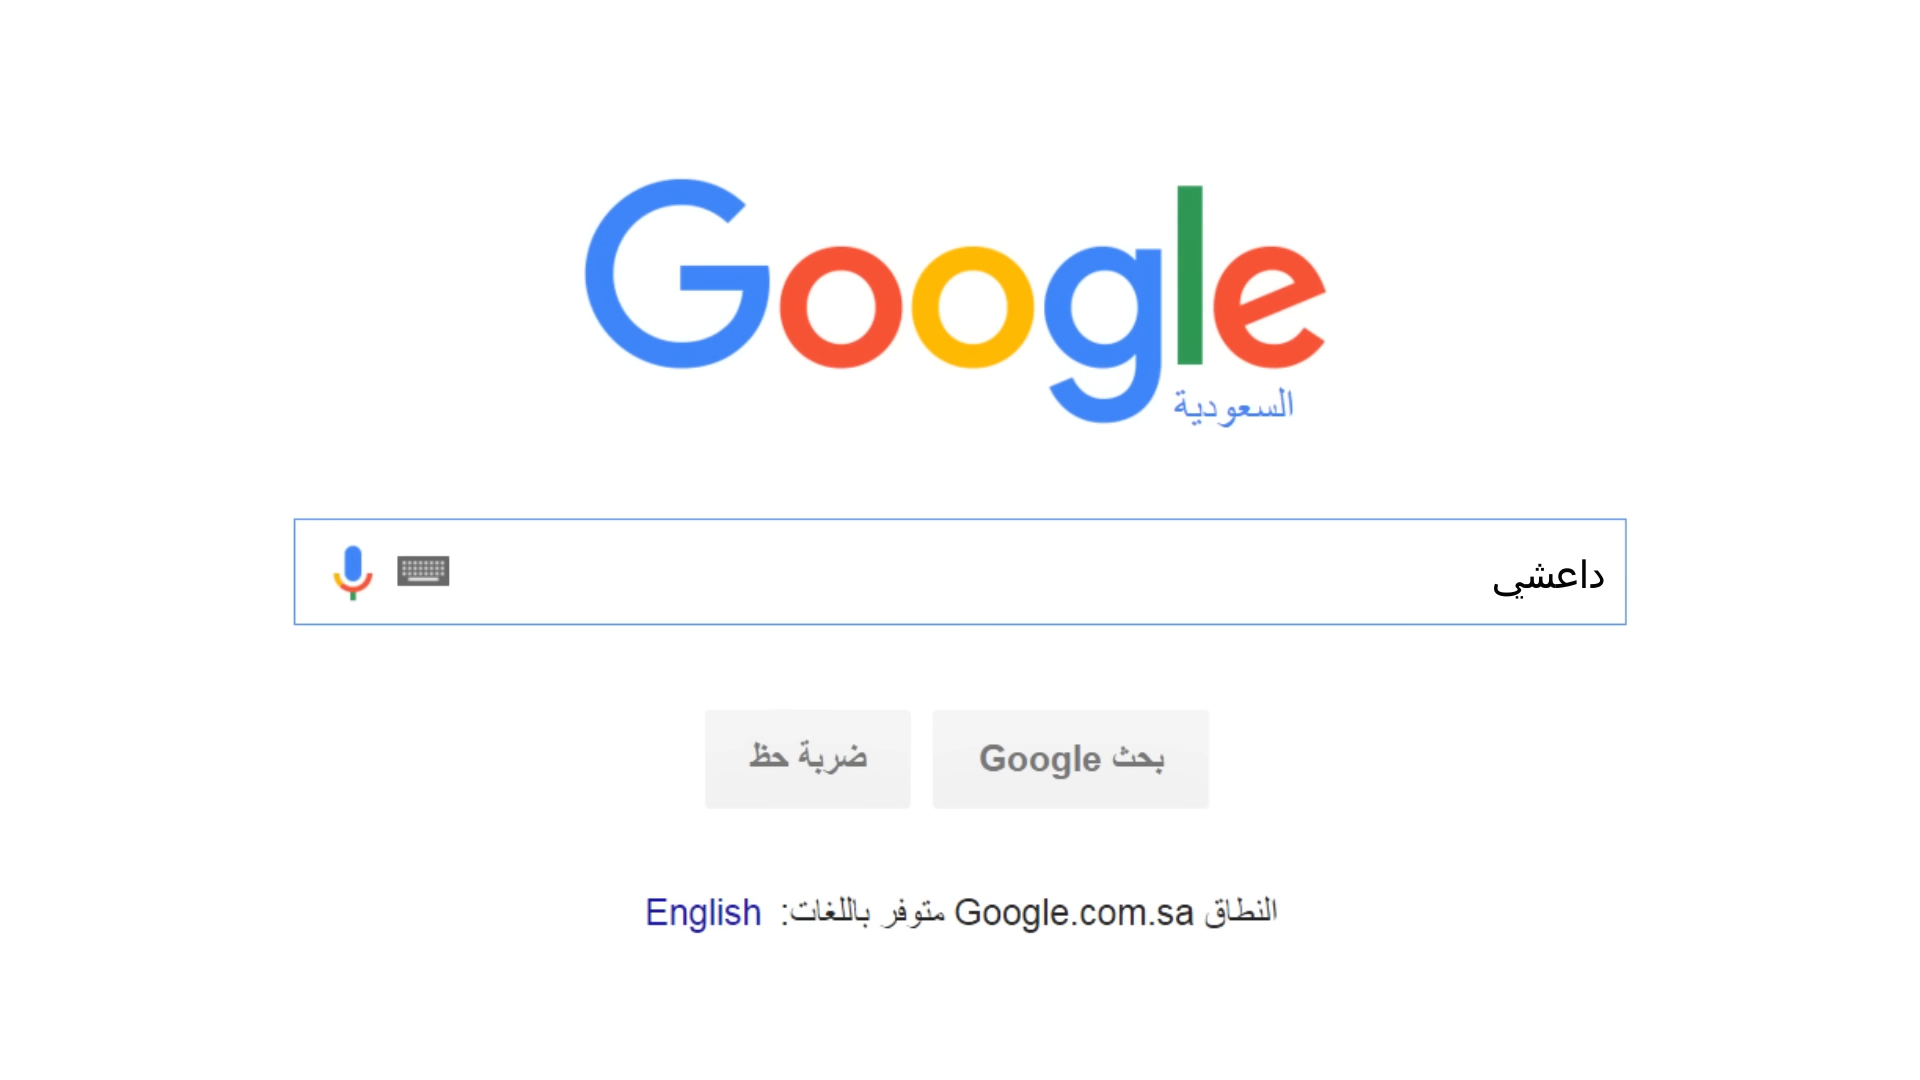 Google
السعودية
داعشي
بحث Google
ضربة حظ
النطاق Google.com.sa متوفر باللغات: English